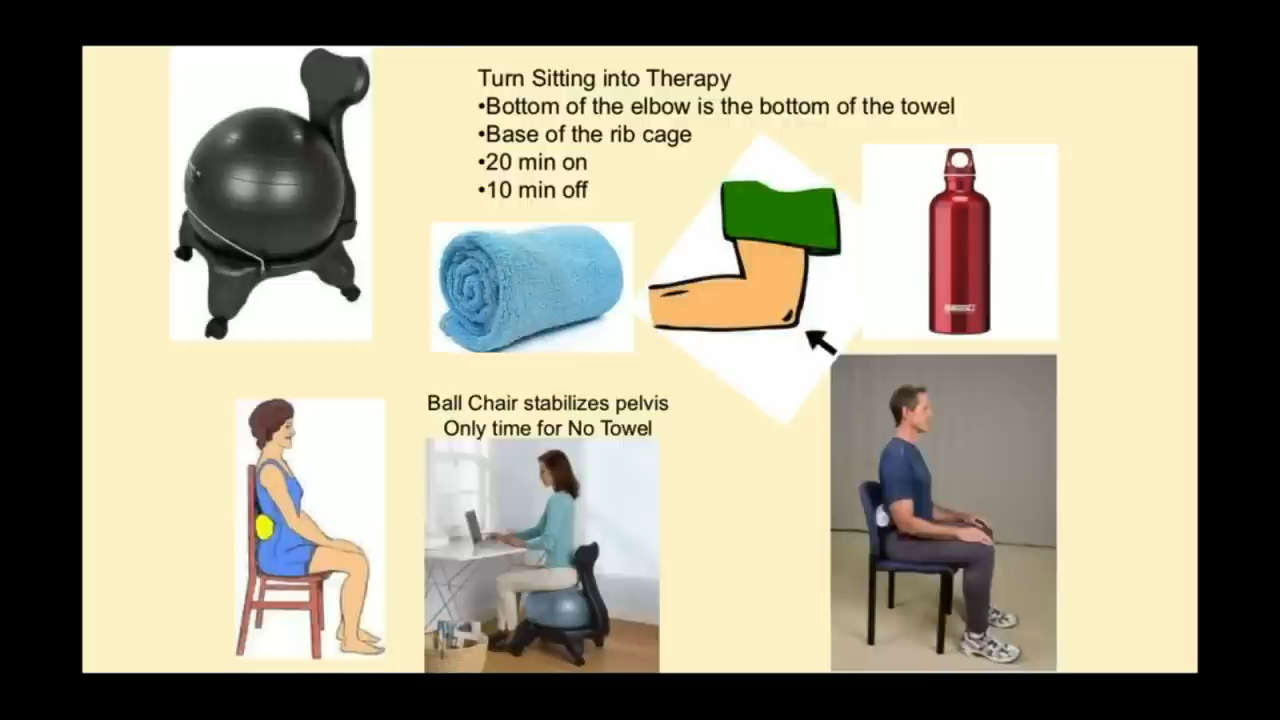 Turn Sitting into Therapy
•Bottom of the elbow is the bottom of the towel
•Base of the rib cage
•20 min on
•10 min off
Ball Chair stabilizes pelvis
Only time for No Towel